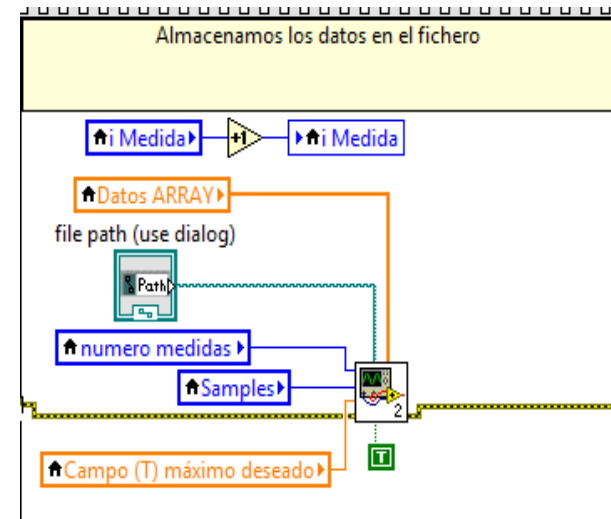 Almacenamos los datos en el fichero
i Medida
+1
i Medida
Datos ARRAY
file path (use dialog)
Path
numero medidas
Samples
2
T
Campo (T) máximo deseado